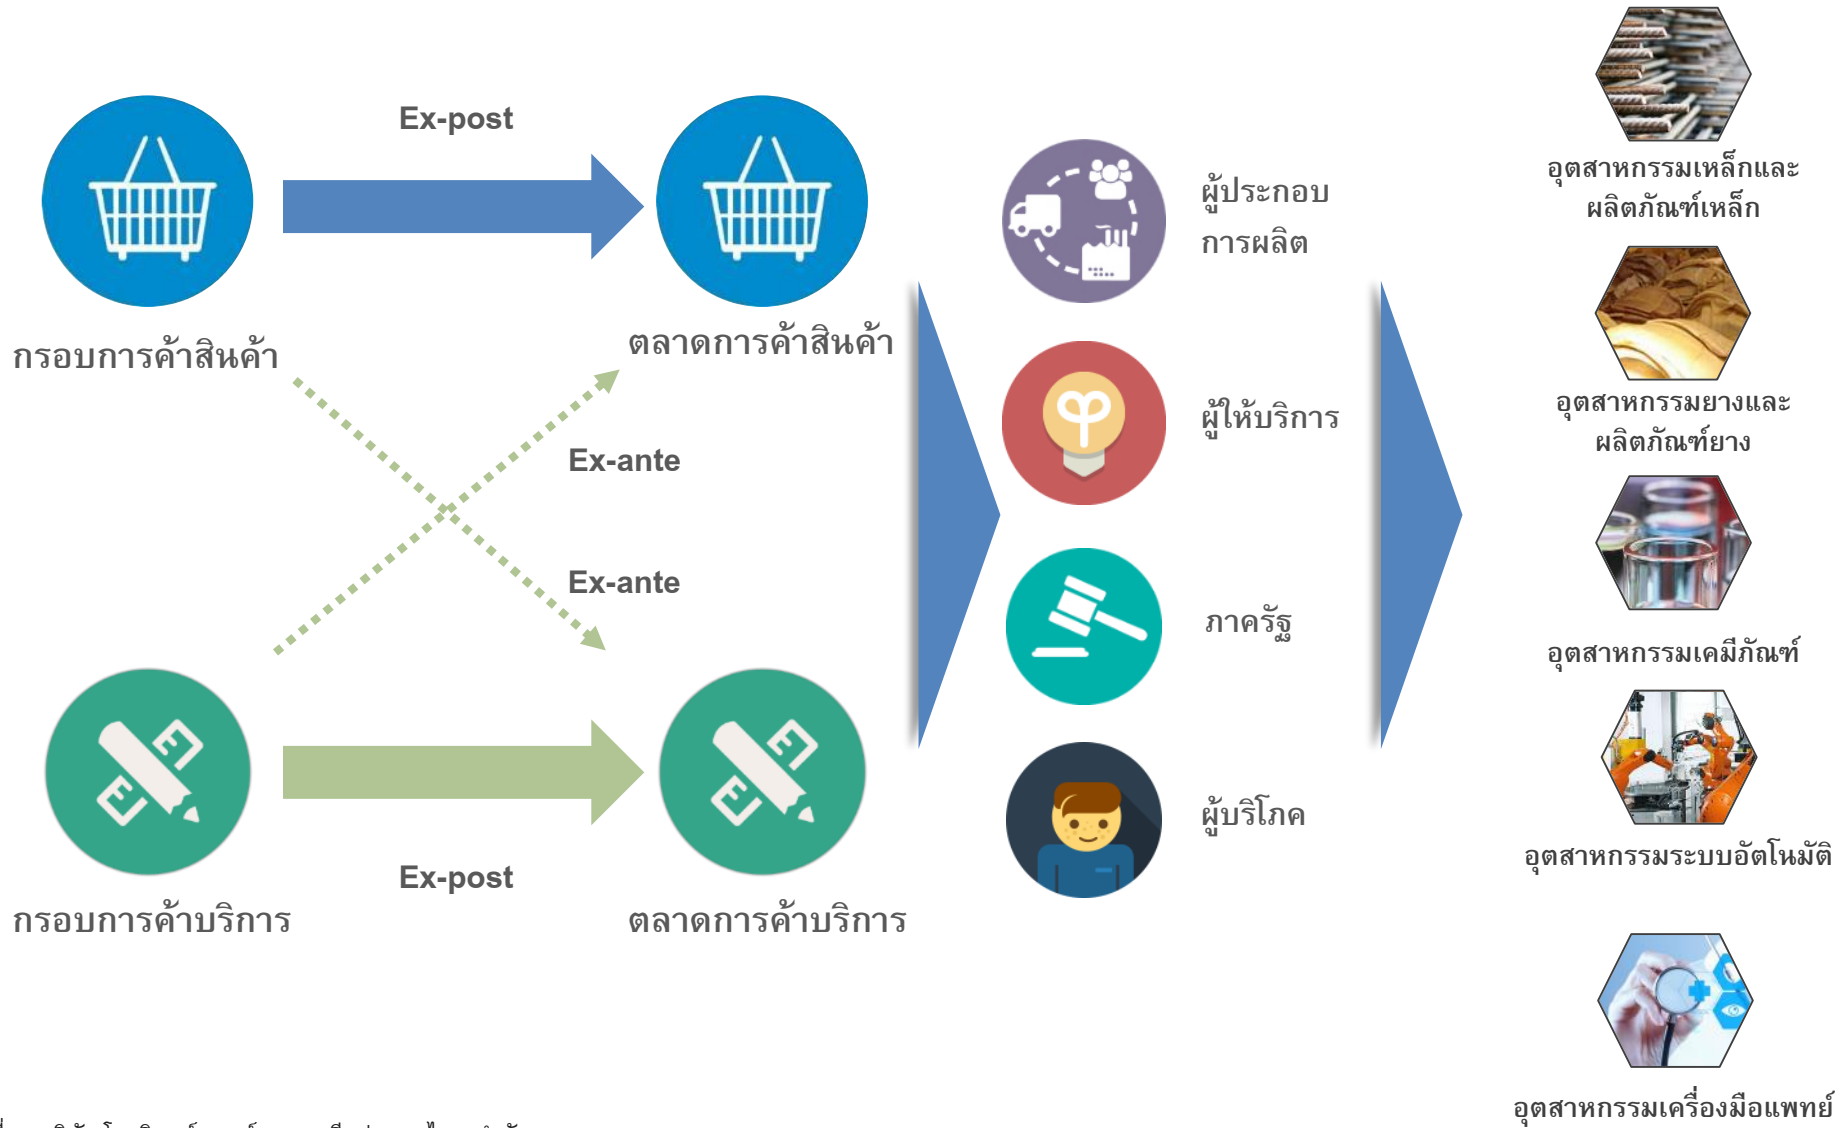 Ex-post
กรอบการค้าสินค้า
ตลาดการค้าสินค้า
Ex-ante
Ex-ante
Ex-post
กรอบการค้าบริการ
ตลาดการค้าบริการ
ผู้ประกอบ
การผลิต
ผู้ให้บริการ
ภาครัฐ
ผู้บริโภค
อุตสาหกรรมเหล็กและ
ผลิตภัณฑ์เหล็ก
อุตสาหกรรมยางและ
ผลิตภัณฑ์ยาง
อุตสาหกรรมเคมีภัณฑ์
อุตสาหกรรมระบบอัตโนมัติ
อุตสาหกรรมเครื่องมือแพทย์